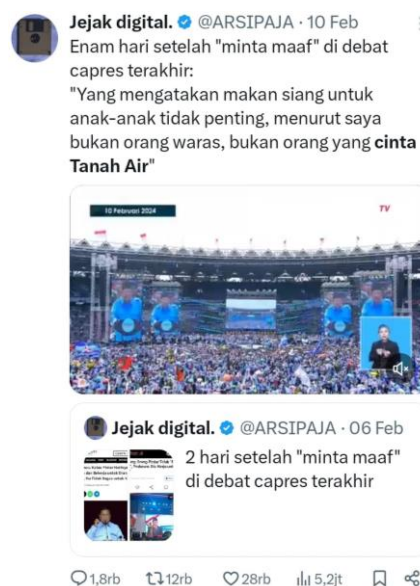 Jejak digital. @ARSIPAJA · 10 Feb
Enam hari setelah "minta maaf" di debat
capres terakhir:
"Yang mengatakan makan siang untuk
anak-anak tidak penting, menurut saya
bukan orang waras, bukan orang yang cinta
Tanah Air"
10 Februari 2024
TV
Jejak digital. @ARSIPAJA · 06 Feb
2 hari setelah "minta maaf"
di debat capres terakhir
1,8rb 12rb 28rb 5,2jt